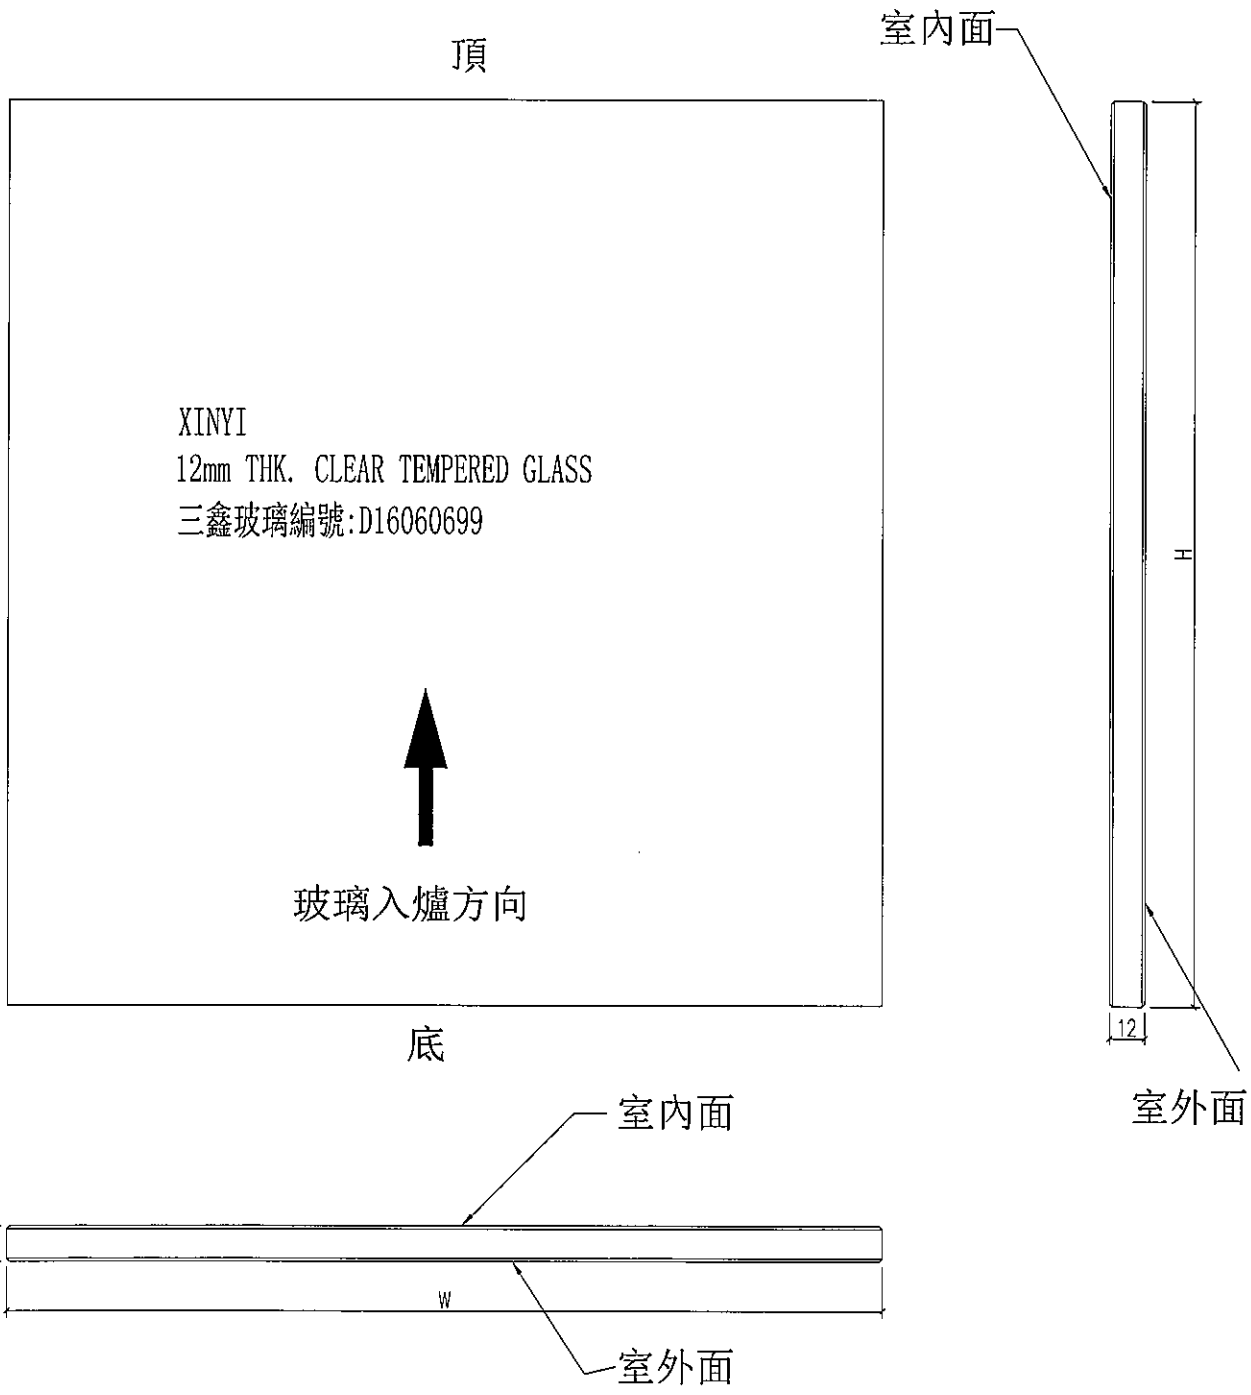 頂
室內面
XINYI
12mm THK. CLEAR TEMPERED GLASS
三鑫玻璃編號:D16060699
H
玻璃入爐方向
底
12
室外面
室內面
W
室外面